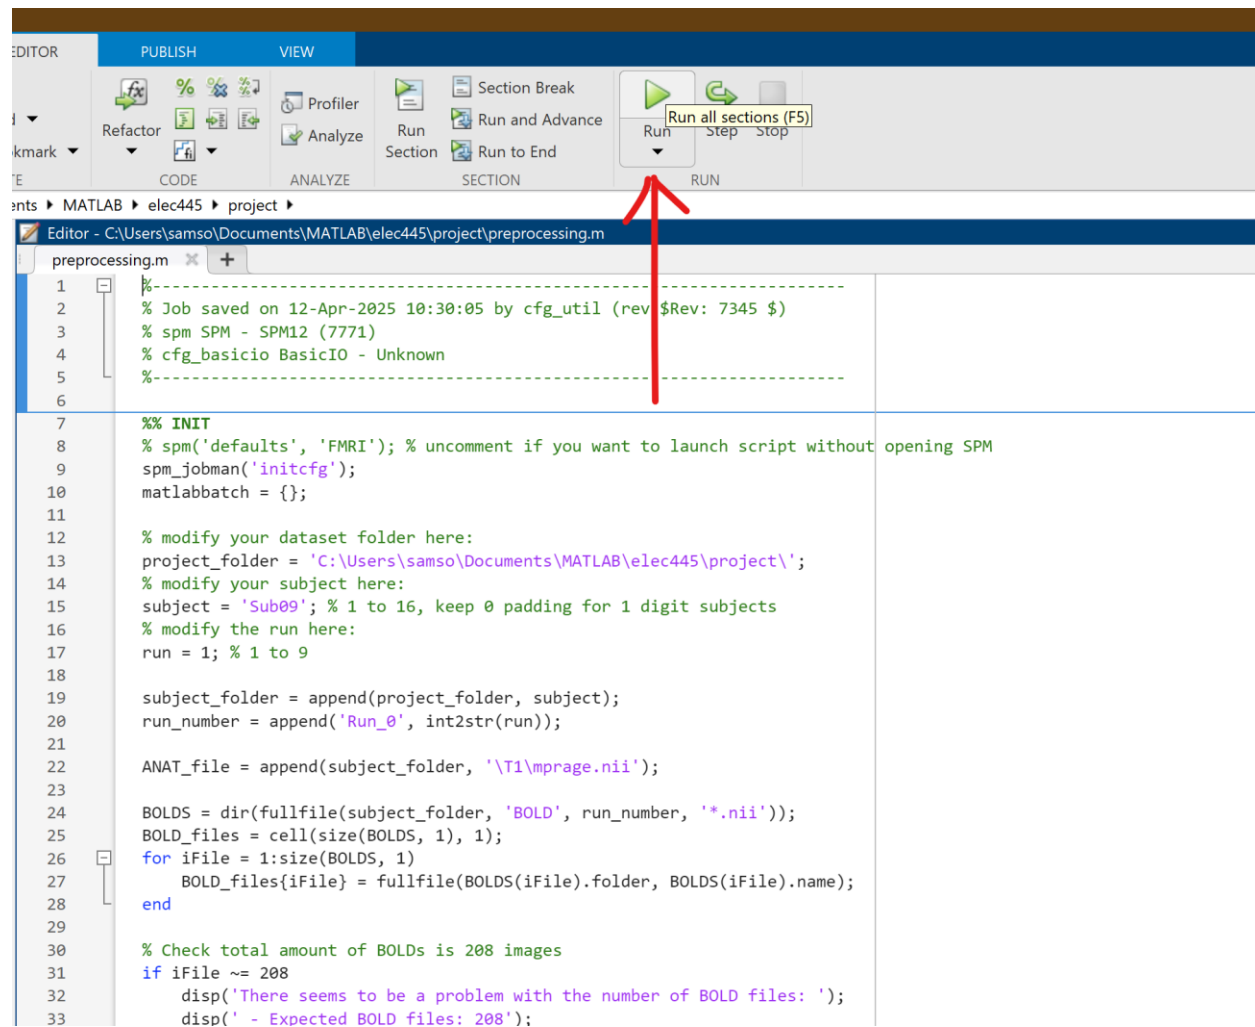 EDITOR PUBLISH VIEW
Refactor
Profiler
Analyze
Run Section
Section Break
Run and Advance
Run to End
Run
Step Stop
Run all sections (F5)
CODE ANALYZE SECTION RUN
MATLAB elec445 project
Editor - C:\Users\samso\Documents\MATLAB\elec445\project\preprocessing.m
preprocessing.m
1 %-----------------------------------------------------------------------
2 % Job saved on 12-Apr-2025 10:30:05 by cfg_util (rev $Rev: 7345 $)
3 % spm SPM - SPM12 (7771)
4 % cfg_basicio BasicIO - Unknown
5 %-----------------------------------------------------------------------
6
7 %% INIT
8 % spm('defaults', 'FMRI'); % uncomment if you want to launch script without opening SPM
9 spm_jobman('initcfg');
10 matlabbatch = {};
11
12 % modify your dataset folder here:
13 project_folder = 'C:\Users\samso\Documents\MATLAB\elec445\project\';
14 % modify your subject here:
15 subject = 'Sub09'; % 1 to 16, keep 0 padding for 1 digit subjects
16 % modify the run here:
17 run = 1; % 1 to 9
18
19 subject_folder = append(project_folder, subject);
20 run_number = append('Run_0', int2str(run));
21
22 ANAT_file = append(subject_folder, '\T1\mprage.nii');
23
24 BOLDS = dir(fullfile(subject_folder, 'BOLD', run_number, '*.nii'));
25 BOLD_files = cell(size(BOLDS, 1), 1);
26 for iFile = 1:size(BOLDS, 1)
27 BOLD_files{iFile} = fullfile(BOLDS(iFile).folder, BOLDS(iFile).name);
28 end
29
30 % Check total amount of BOLDs is 208 images
31 if iFile ~= 208
32 disp('There seems to be a problem with the number of BOLD files: ');
33 disp(' - Expected BOLD files: 208');